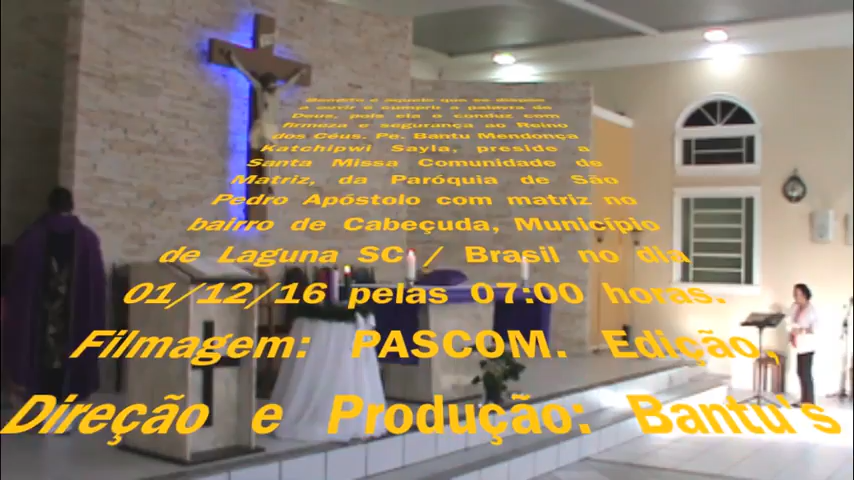 Bendito é aquele que se dispõe
a ouvir e cumprir a palavra de
Deus, pois ela o conduz com
firmeza e segurança ao Reino
dos Céus. Pe. Bantu Mendonça
Katchipwi Sayla, preside a
Santa Missa Comunidade de
Matriz, da Paróquia de São
Pedro Apóstolo com matriz no
bairro de Cabeçuda, Município
de Laguna SC / Brasil no dia
01/12/16 pelas 07:00 horas.
Filmagem: PASCOM. Edição,
Direção e Produção: Bantu's